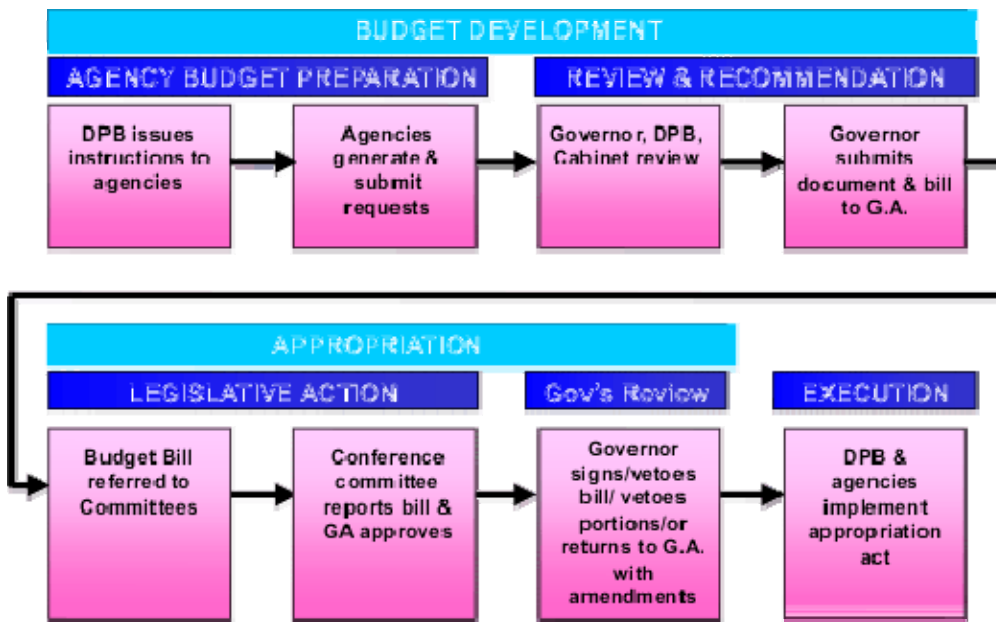 BUDGET DEVELOPMENT
AGENCY BUDGET PREPARATION
REVIEW & RECOMMENDATION
DPB issues
instructions to
agencies
Agencies
generate &
submit
requests
Governor, DPB,
Cabinet review
Governor
submits
document & bill
to G.A.
APPROPRIATION
LEGISLATIVE ACTION
Gov's Review
EXECUTION
Budget Bill
referred to
Committees
Conference
committee
reports bill &
GA approves
Governor
signs/vetoes
bill/ vetoes
portions/or
returns to G.A.
with
amendments
DPB &
agencies
implement
appropriation
act